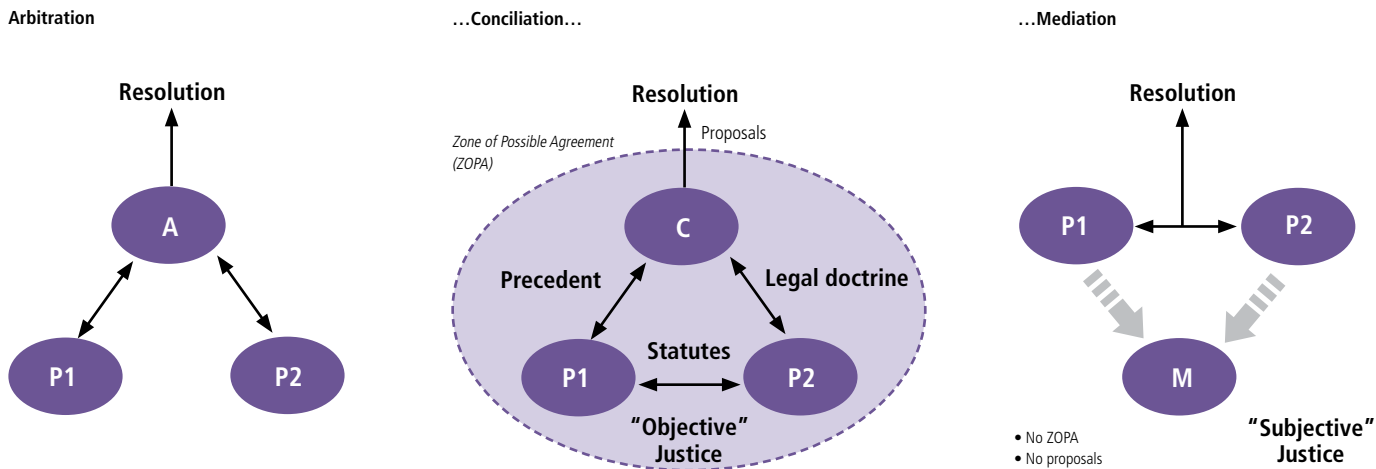 Arbitration
Resolution
A
P1
P2
...Conciliation...
Resolution
Zone of Possible Agreement
(ZOPA)
Proposals
C
Precedent
Legal doctrine
Statutes
P1
P2
“Objective”
Justice
...Mediation
Resolution
P1
P2
M
• No ZOPA
• No proposals
“Subjective”
Justice